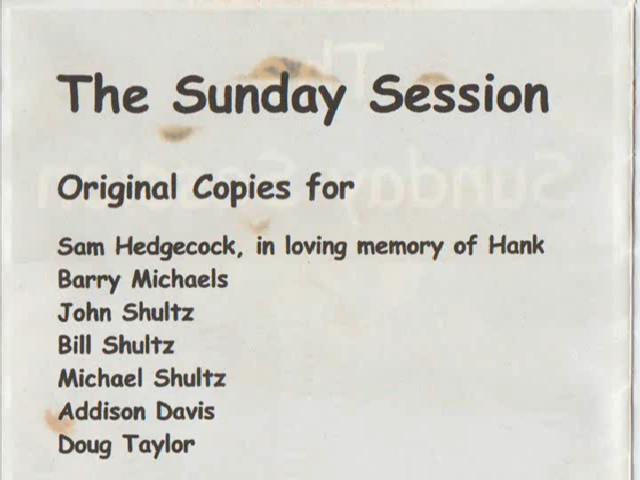 The Sunday Session
Original Copies for
Sam Hedgecock, in loving memory of Hank
Barry Michaels
John Shultz
Bill Shultz
Michael Shultz
Addison Davis
Doug Taylor